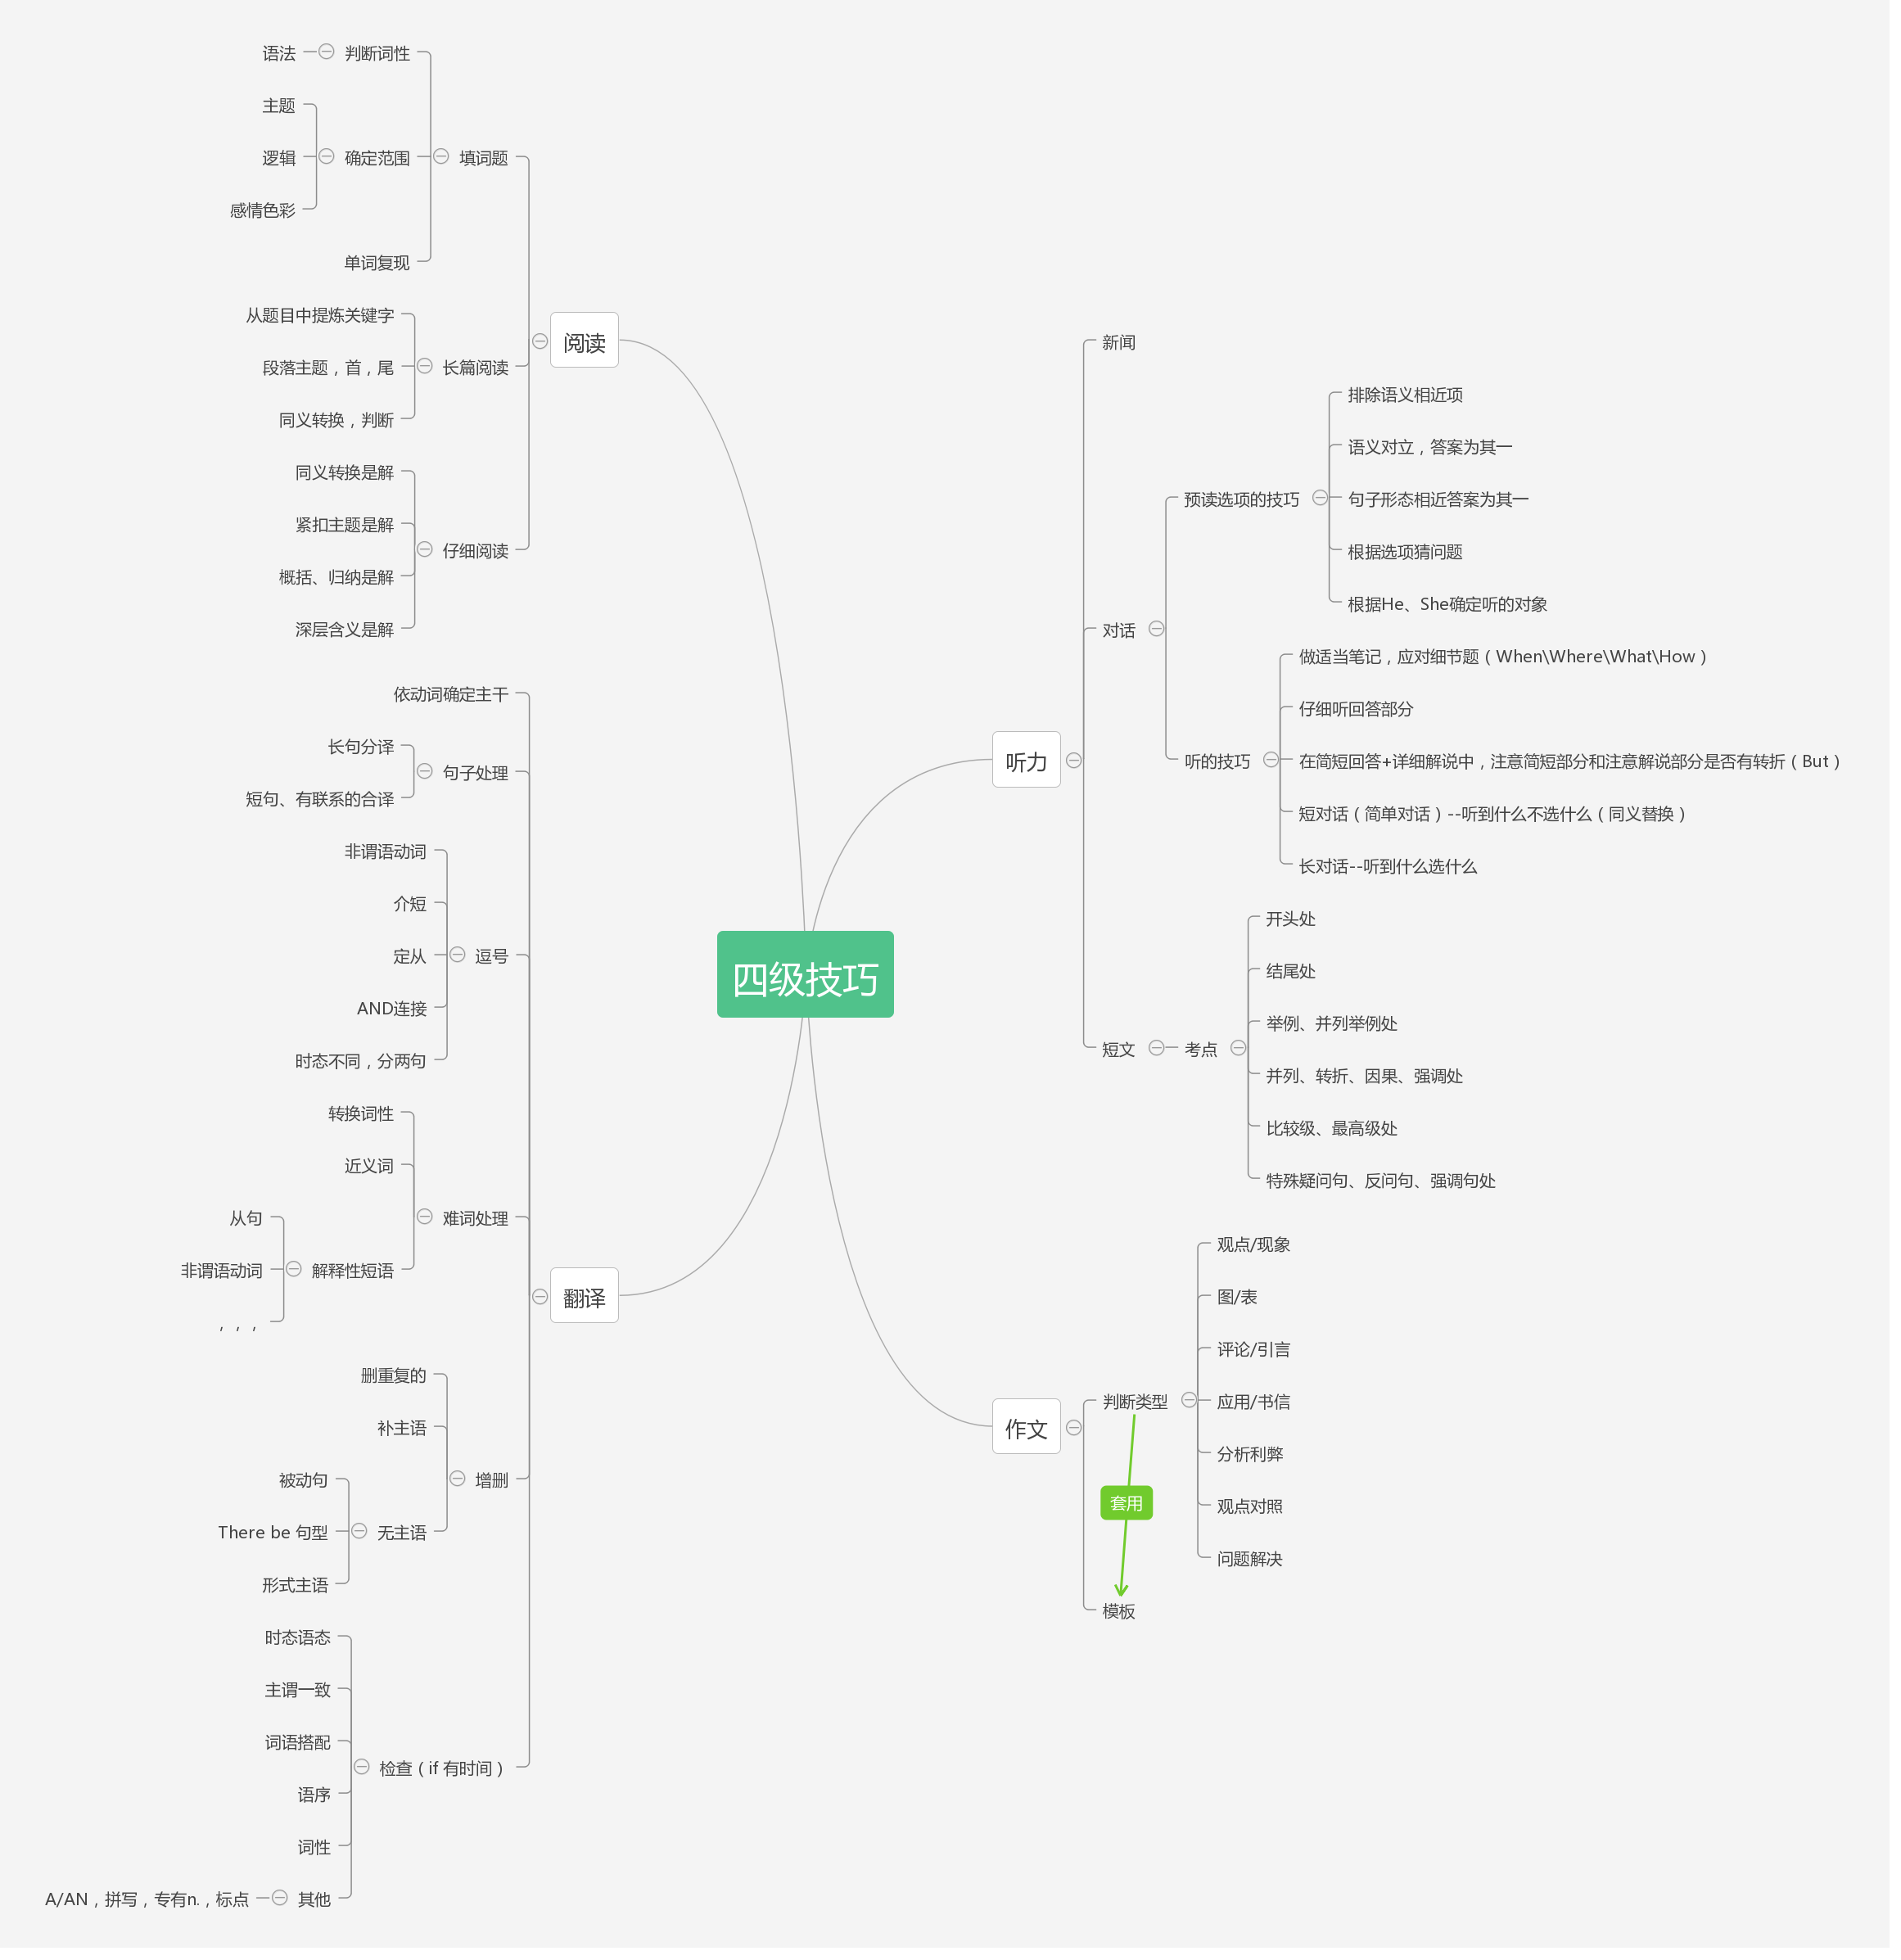 四级技巧
阅读
填词题
判断词性
语法
确定范围
主题
逻辑
感情色彩
单词复现
长篇阅读
从题目中提炼关键字
段落主题，首，尾
同义转换，判断
仔细阅读
同义转换是解
紧扣主题是解
概括、归纳是解
深层含义是解
翻译
依动词确定主干
句子处理
长句分译
短句、有联系的合译
逗号
非谓语动词
介短
定从
AND连接
时态不同，分两句
难词处理
转换词性
近义词
解释性短语
从句
非谓语动词
，，，
增删
删重复的
补主语
无主语
被动句
There be 句型
形式主语
检查（if 有时间）
时态语态
主谓一致
词语搭配
语序
词性
其他
A/AN，拼写，专有n.，标点
听力
新闻
对话
预读选项的技巧
排除语义相近项
语义对立，答案为其一
句子形态相近答案为其一
根据选项猜问题
根据He、She确定听的对象
听的技巧
做适当笔记，应对细节题（When\Where\What\How）
仔细听回答部分
在简短回答+详细解说中，注意简短部分和注意解说部分是否有转折（But）
短对话（简单对话）--听到什么不选什么（同义替换）
长对话--听到什么选什么
短文
考点
开头处
结尾处
举例、并列举例处
并列、转折、因果、强调处
比较级、最高级处
特殊疑问句、反问句、强调句处
作文
判断类型
观点/现象
图/表
评论/引言
应用/书信
分析利弊
观点对照
问题解决
套用
模板